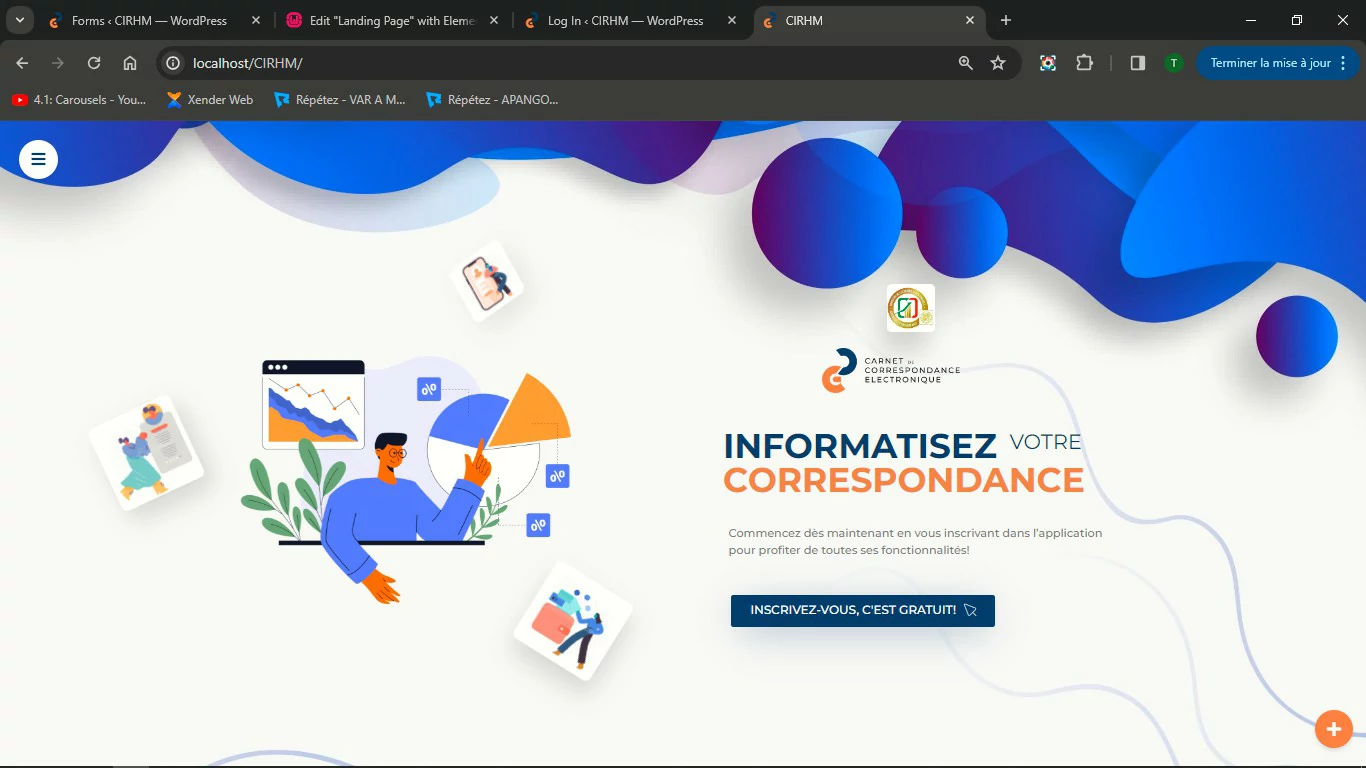 Forms ‹ CIRHM — WordPress
Edit "Landing Page" with Eleme
Log In ‹ CIRHM — WordPress
CIRHM
localhost/CIRHM/
T
Terminer la mise à jour
4.1: Carousels - You...
Xender Web
Répétez - VAR A M...
Répétez - APANGO...
CARNET DE
CORRESPONDANCE
ELECTRONIQUE
INFORMATISEZ VOTRE
CORRESPONDANCE
Commencez dès maintenant en vous inscrivant dans l'application
pour profiter de toutes ses fonctionnalités!
INSCRIVEZ-VOUS, C'EST GRATUIT!
%
%
%